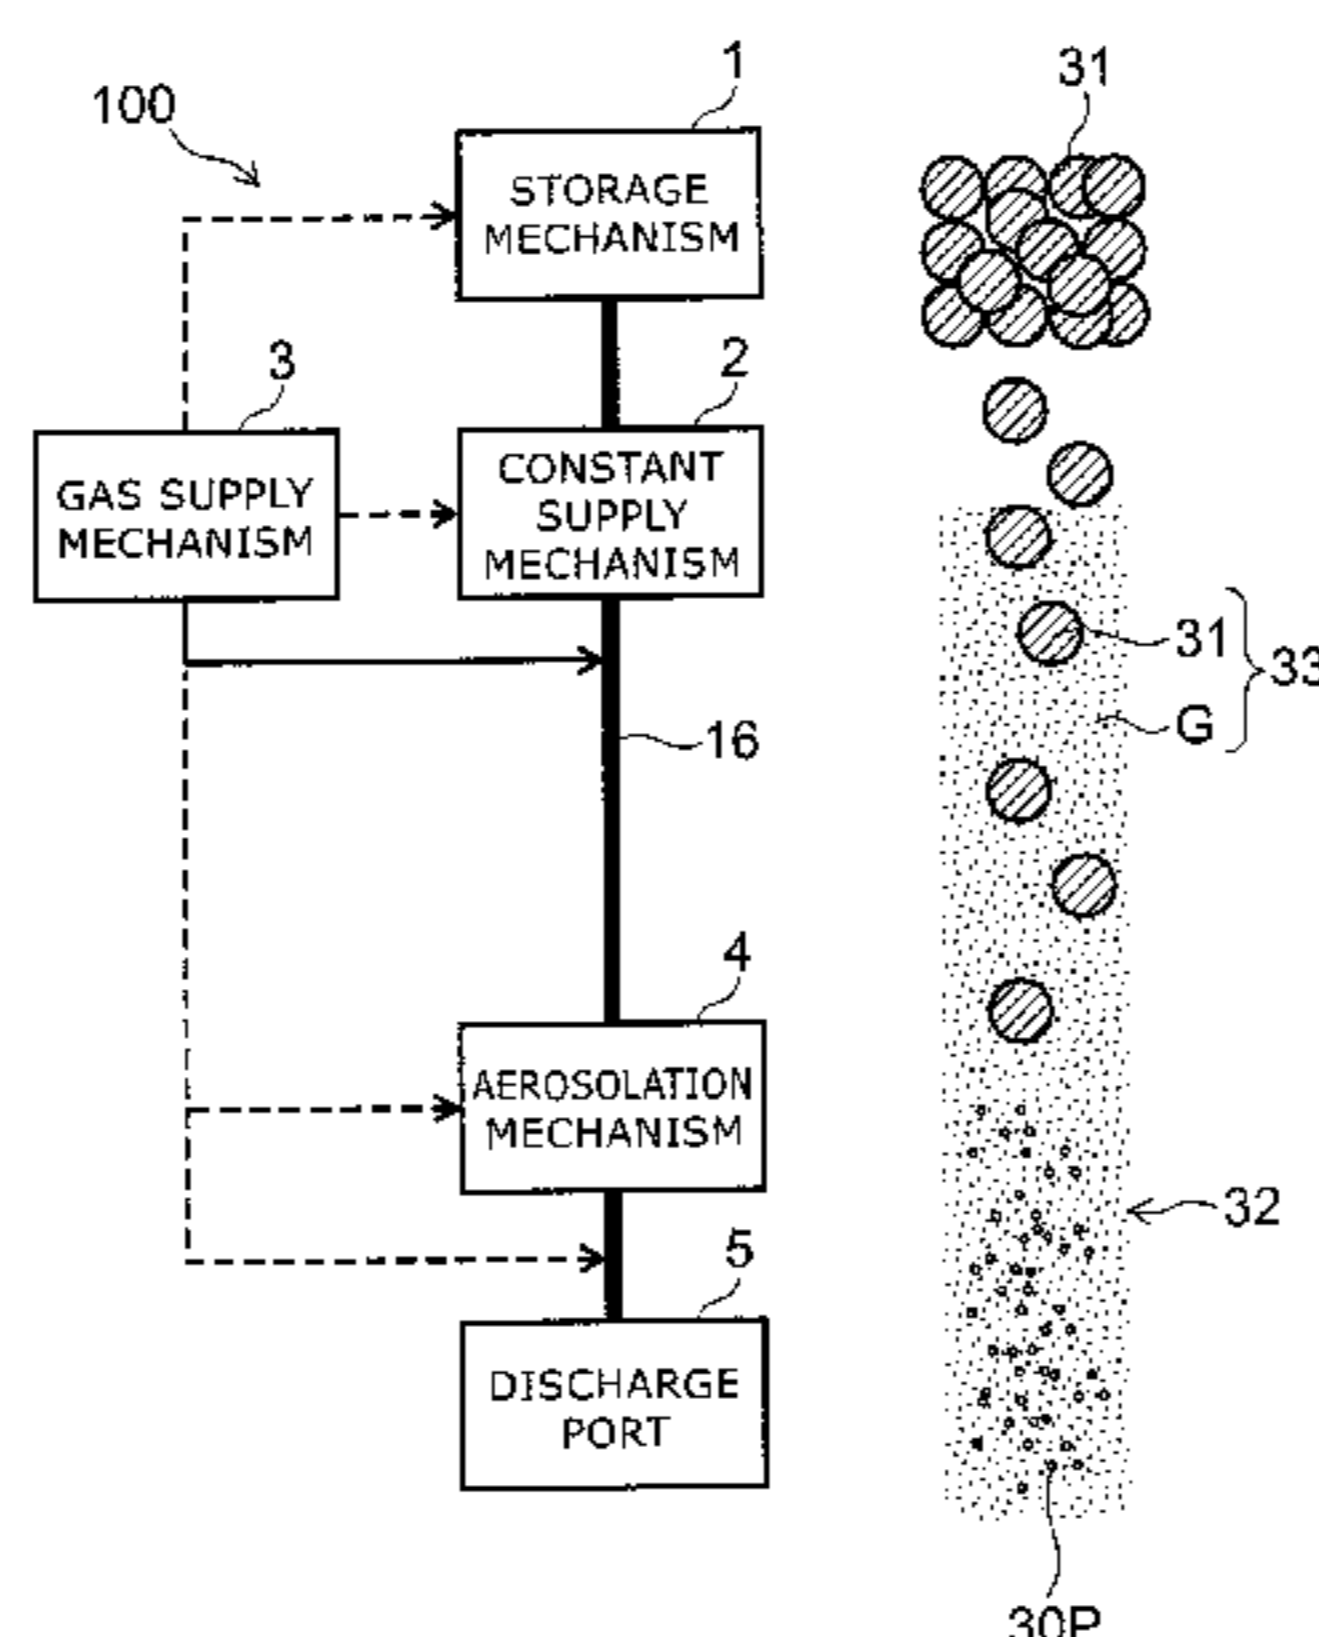 100
1
31
STORAGE
MECHANISM
3
2
GAS SUPPLY
MECHANISM
CONSTANT
SUPPLY
MECHANISM
31
33
G
16
4
AEROSOLATION
MECHANISM
32
5
DISCHARGE
PORT
30P